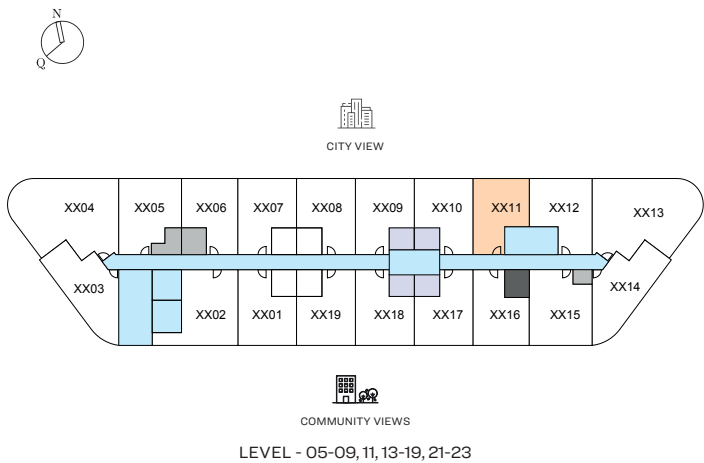 N
Q
CITY VIEW
XX04 XX05 XX06 XX07 XX08 XX09 XX10 XX11 XX12 XX13
XX03 XX14
XX02 XX01 XX19 XX18 XX17 XX16 XX15
COMMUNITY VIEWS
LEVEL - 05-09, 11, 13-19, 21-23